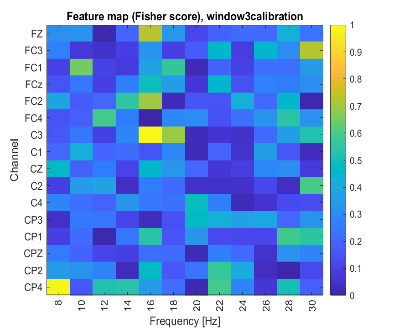 Feature map (Fisher score), window3calibration
FZ
FC3
FC1
FCz
FC2
FC4
C3
C1
CZ
C2
C4
CP3
CP1
CPZ
CP2
CP4
Channel
8 10 12 14 16 18 20 22 24 26 28 30
Frequency [Hz]
1
0.9
0.8
0.7
0.6
0.5
0.4
0.3
0.2
0.1
0